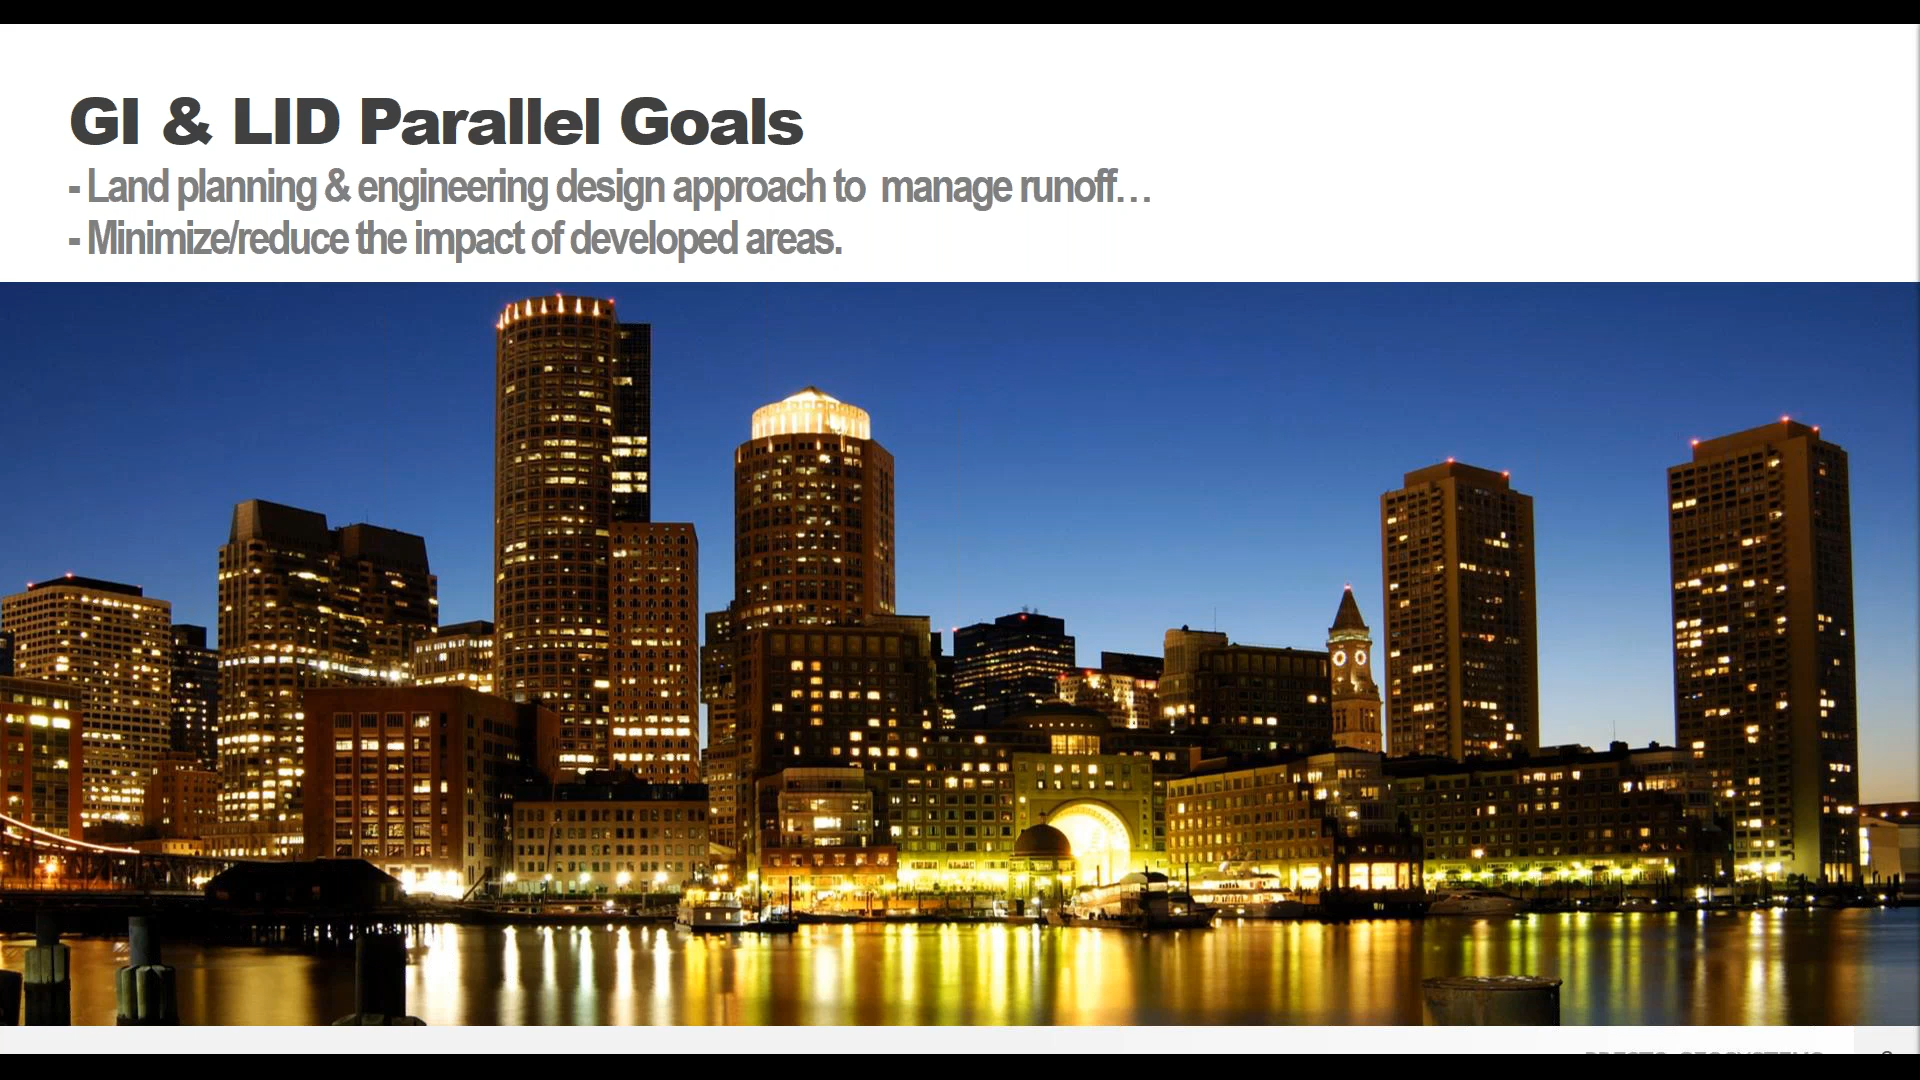 GI & LID Parallel Goals
- Land planning & engineering design approach to  manage runoff…
- Minimize/reduce the impact of developed areas.